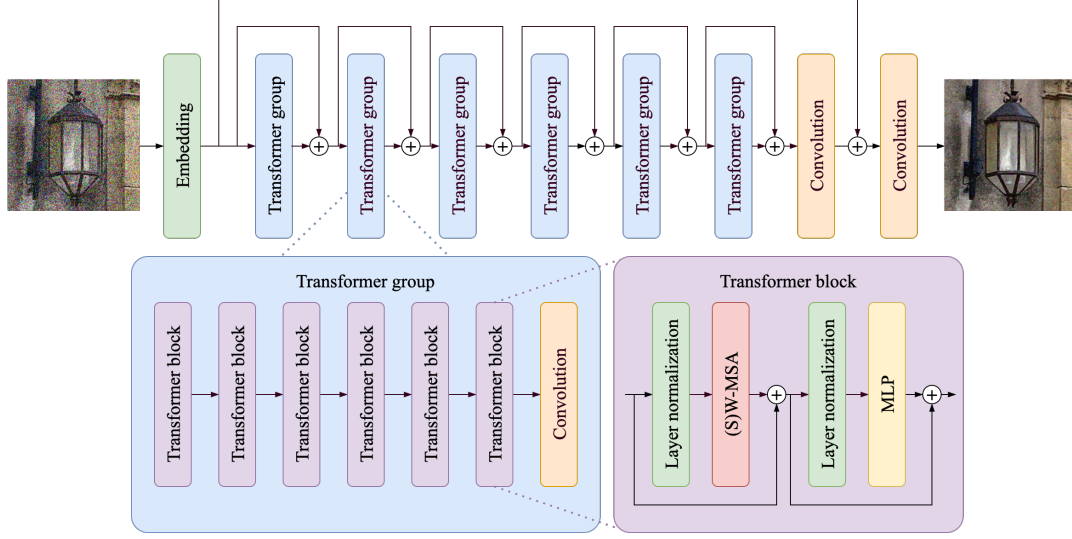 Embedding
Transformer group
Transformer group
Transformer group
Transformer group
Transformer group
Transformer group
Convolution
Convolution
Transformer group
Transformer block
Transformer block
Transformer block
Transformer block
Transformer block
Transformer block
Convolution
Transformer block
Layer normalization
(S)W-MSA
Layer normalization
MLP